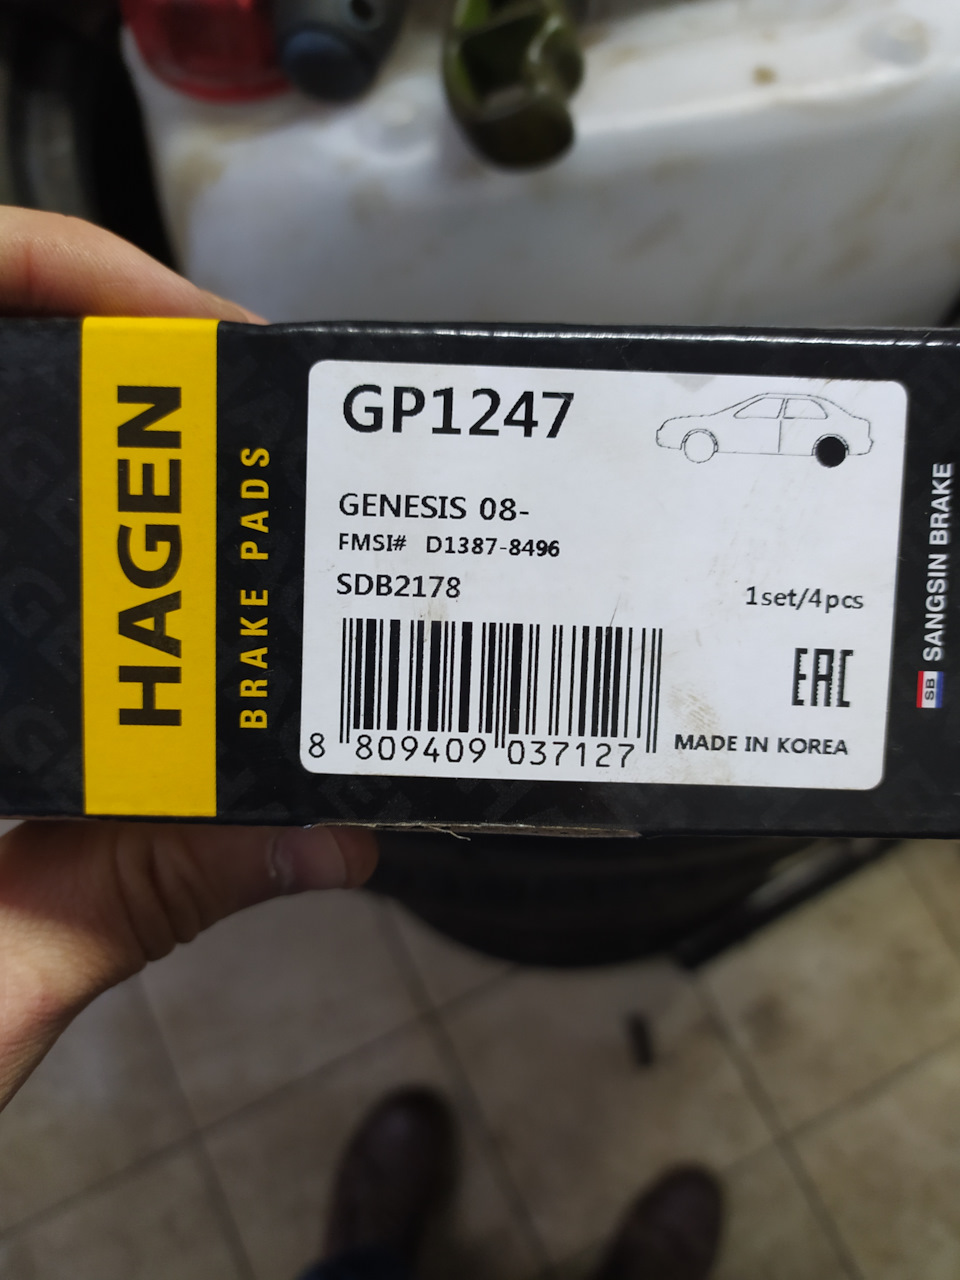 HAGEN
BRAKE PADS
GP1247
GENESIS 08-
FMSI# D1387-8496
SDB2178
1set/4pcs
EAC
8 809409 037127
MADE IN KOREA
SB SANGSIN BRAKE